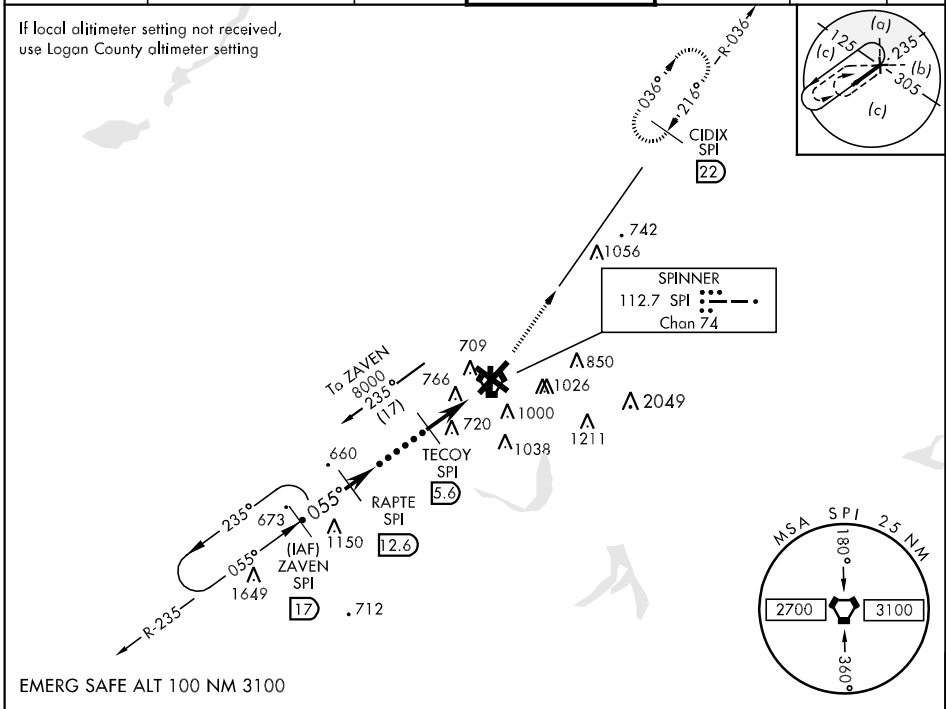 If local alitimeter setting not received,
use Logan County altimeter setting
R-036
036°
216°
CIDIX
SPI
22
(a)
125
235
(c)
(b)
305
(c)
742
1056
SPINNER
112.7 SPI
Chan 74
709
850
To ZAVEN
8000
235°
(17)
766
1026
2049
1000
720
1211
1038
TECOY
SPI
5.6
660
055°
RAPTE
SPI
12.6
235°
673
1150
(IAF)
ZAVEN
SPI
17
055°
1649
712
R-235
MSA SPI 25 NM
180°
2700
3100
360°
EMERG SAFE ALT 100 NM 3100